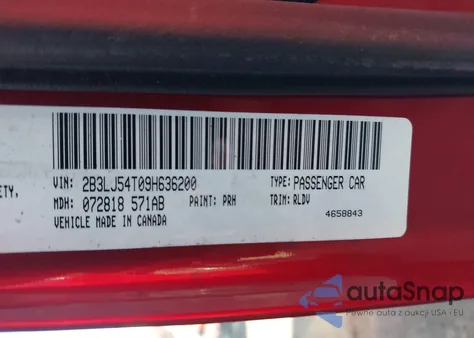 ETY,
VIN: 2B3LJ54T09H636200 TYPE: PASSENGER CAR
MDH: 072818 571AB PAINT: PRH TRIM: RLDV
VEHICLE MADE IN CANADA
4658843
autoSnap
Pewne auta z aukcji USA i EU